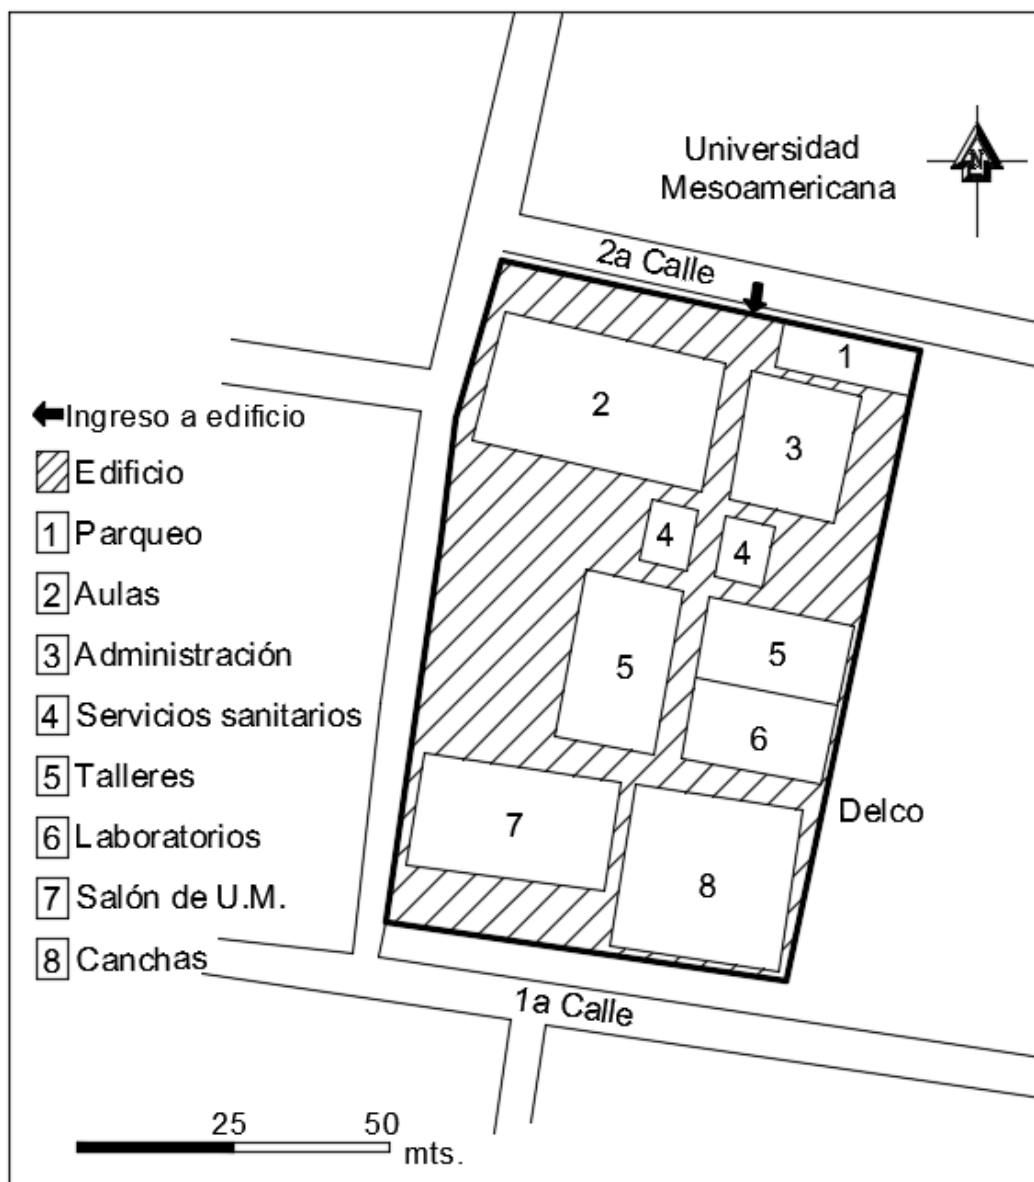 Universidad
Mesoamericana
N
2a Calle
1
2
3
4
4
5
5
6
7
8
Delco
1a Calle
Ingreso a edificio
Edificio
1 Parqueo
2 Aulas
3 Administración
4 Servicios sanitarios
5 Talleres
6 Laboratorios
7 Salón de U.M.
8 Canchas
25 50
mts.